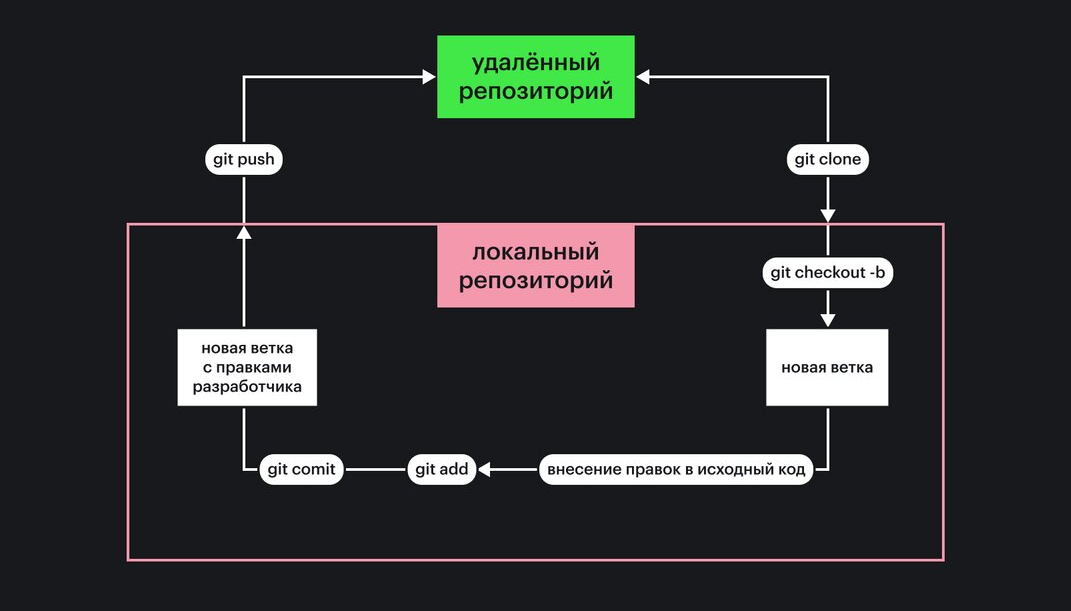 удалённый
репозиторий
git push
git clone
локальный
репозиторий
git checkout -b
новая ветка
с правками
разработчика
новая ветка
git comit
git add
внесение правок в исходный код